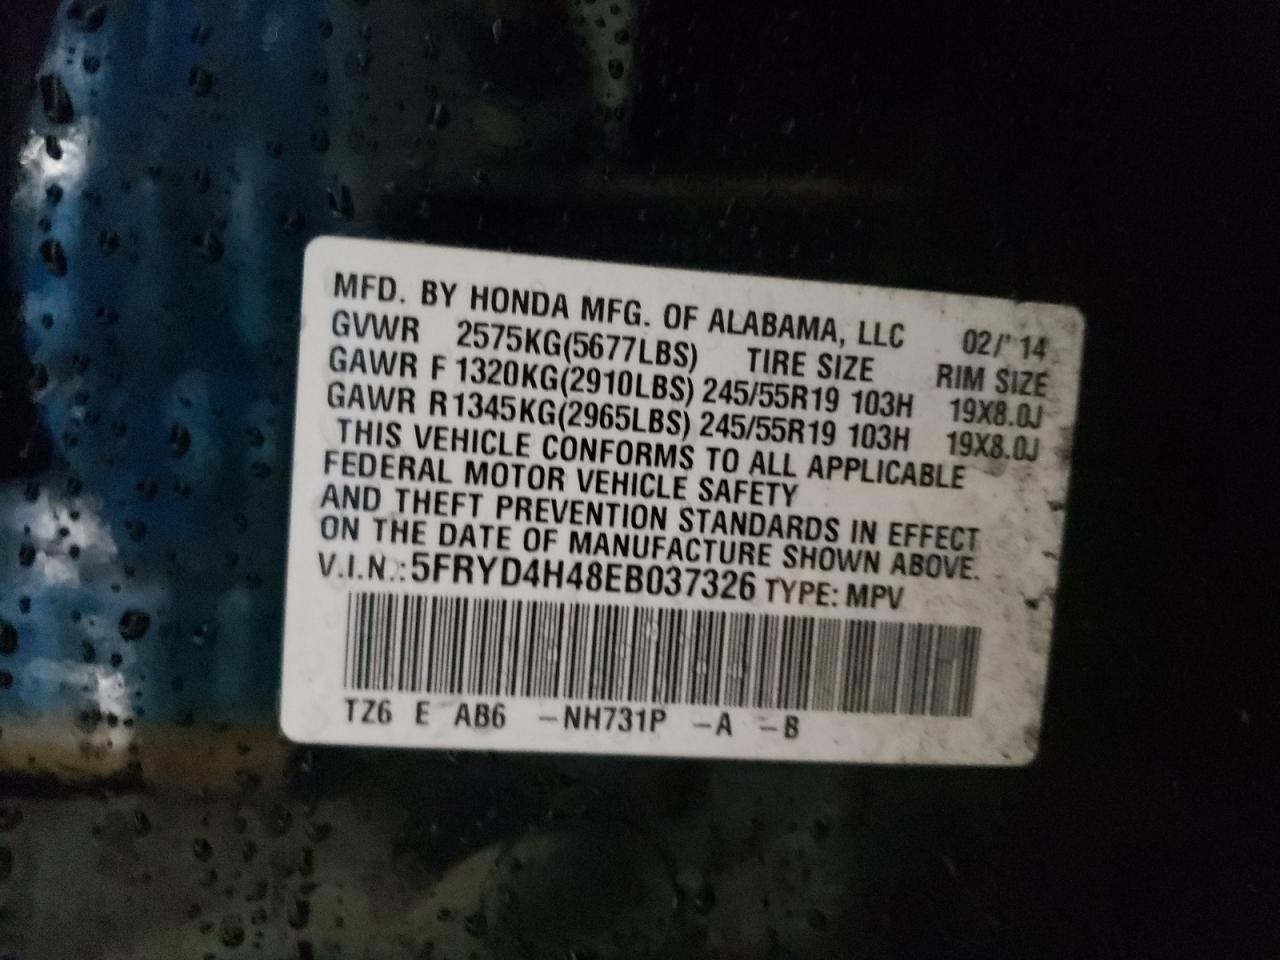 MFD. BY HONDA MFG. OF ALABAMA, LLC 02/' 14
GVWR 2575KG(5677LBS) TIRE SIZE RIM SIZE
GAWR F 1320KG(2910LBS) 245/55R19 103H 19X8.0J
GAWR R1345KG(2965LBS) 245/55R19 103H 19X8.0J
THIS VEHICLE CONFORMS TO ALL APPLICABLE
FEDERAL MOTOR VEHICLE SAFETY
AND THEFT PREVENTION STANDARDS IN EFFECT
ON THE DATE OF MANUFACTURE SHOWN ABOVE.
V.I.N.:5FRYD4H48EB037326 TYPE: MPV
TZ6 E AB6 -NH731P -A -B